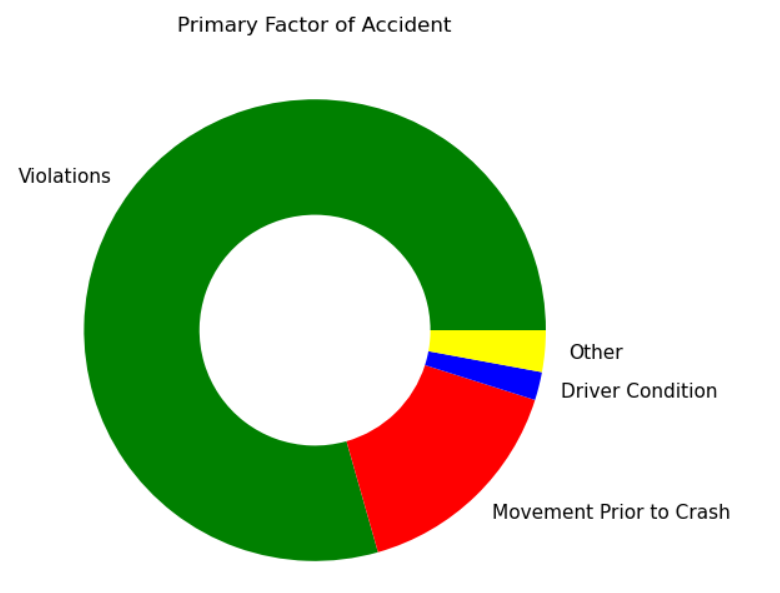 Primary Factor of Accident
Violations
Other
Driver Condition
Movement Prior to Crash